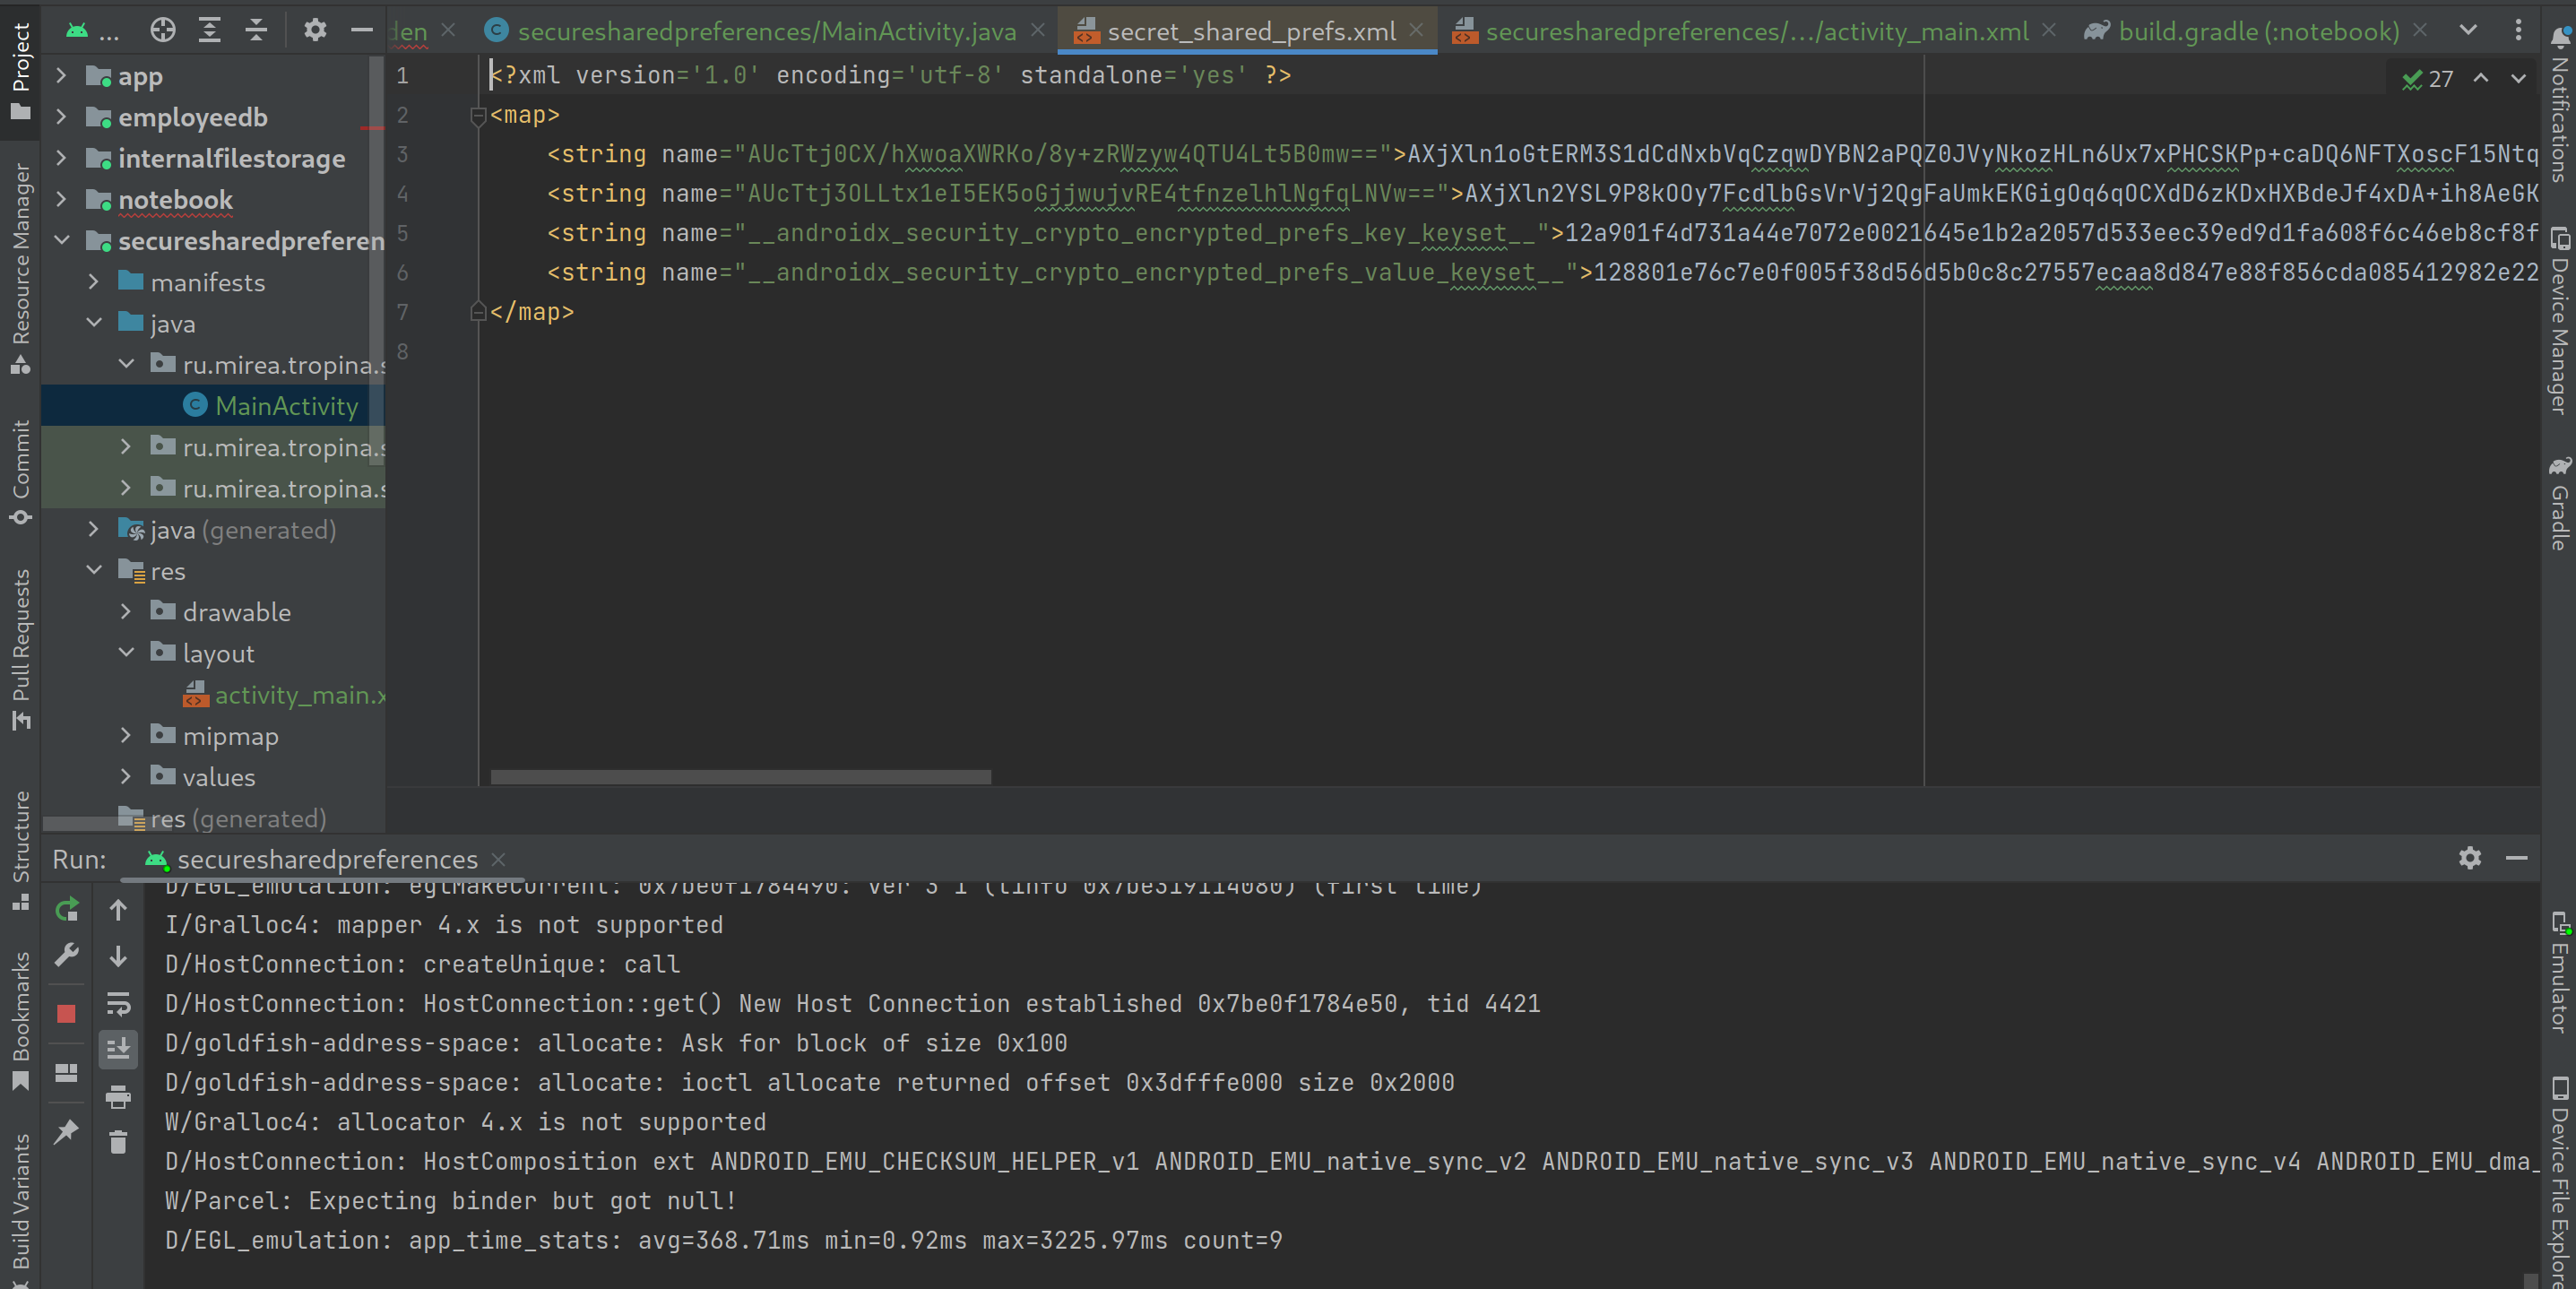 ...
len
securesharedpreferences/MainActivity.java
secret_shared_prefs.xml
securesharedpreferences/.../activity_main.xml
build.gradle (:notebook)
Project
Resource Manager
Commit
Pull Requests
Structure
Bookmarks
Build Variants
app
employeedb
internalfilestorage
notebook
securesharedpreferen
manifests
java
ru.mirea.tropina.s
MainActivity
ru.mirea.tropina.s
ru.mirea.tropina.s
java (generated)
res
drawable
layout
activity_main.x
mipmap
values
res (generated)
27
1 <?xml version='1.0' encoding='utf-8' standalone='yes' ?>
2 <map>
3 <string name="AUcTtj0CX/hXwoaXWRKo/8y+zRWzyw4QTU4Lt5B0mw==">AXjXln1oGtERM3S1dCdNxbVqCzqwDYBN2aPQZ0JVyNkozHLn6Ux7xPHCSKPp+caDQ6NFTXoscF15Ntq
4 <string name="AUcTtj3OLLtx1eI5EK5oGjjwujvRE4tfnzelhlNgfqLNVw==">AXjXln2YSL9P8kOOy7FcdlbGsVrVj2QgFaUmkEKGigOq6qOCXdD6zKDxHXBdeJf4xDA+ih8AeGK
5 <string name="__androidx_security_crypto_encrypted_prefs_key_keyset__">12a901f4d731a44e7072e0021645e1b2a2057d533eec39ed9d1fa608f6c46eb8cf8f
6 <string name="__androidx_security_crypto_encrypted_prefs_value_keyset__">128801e76c7e0f005f38d56d5b0c8c27557ecaa8d847e88f856cda085412982e22
7 </map>
8
Notifications
Device Manager
Gradle
Emulator
Device File Explore
Run: securesharedpreferences
D/EGL_emulation: eglMakeCurrent: 0x7be0f1784490: ver 3 1 (tinfo 0x7be319114080) (first time)
I/Gralloc4: mapper 4.x is not supported
D/HostConnection: createUnique: call
D/HostConnection: HostConnection::get() New Host Connection established 0x7be0f1784e50, tid 4421
D/goldfish-address-space: allocate: Ask for block of size 0x100
D/goldfish-address-space: allocate: ioctl allocate returned offset 0x3dfffe000 size 0x2000
W/Gralloc4: allocator 4.x is not supported
D/HostConnection: HostComposition ext ANDROID_EMU_CHECKSUM_HELPER_v1 ANDROID_EMU_native_sync_v2 ANDROID_EMU_native_sync_v3 ANDROID_EMU_native_sync_v4 ANDROID_EMU_dma_
W/Parcel: Expecting binder but got null!
D/EGL_emulation: app_time_stats: avg=368.71ms min=0.92ms max=3225.97ms count=9